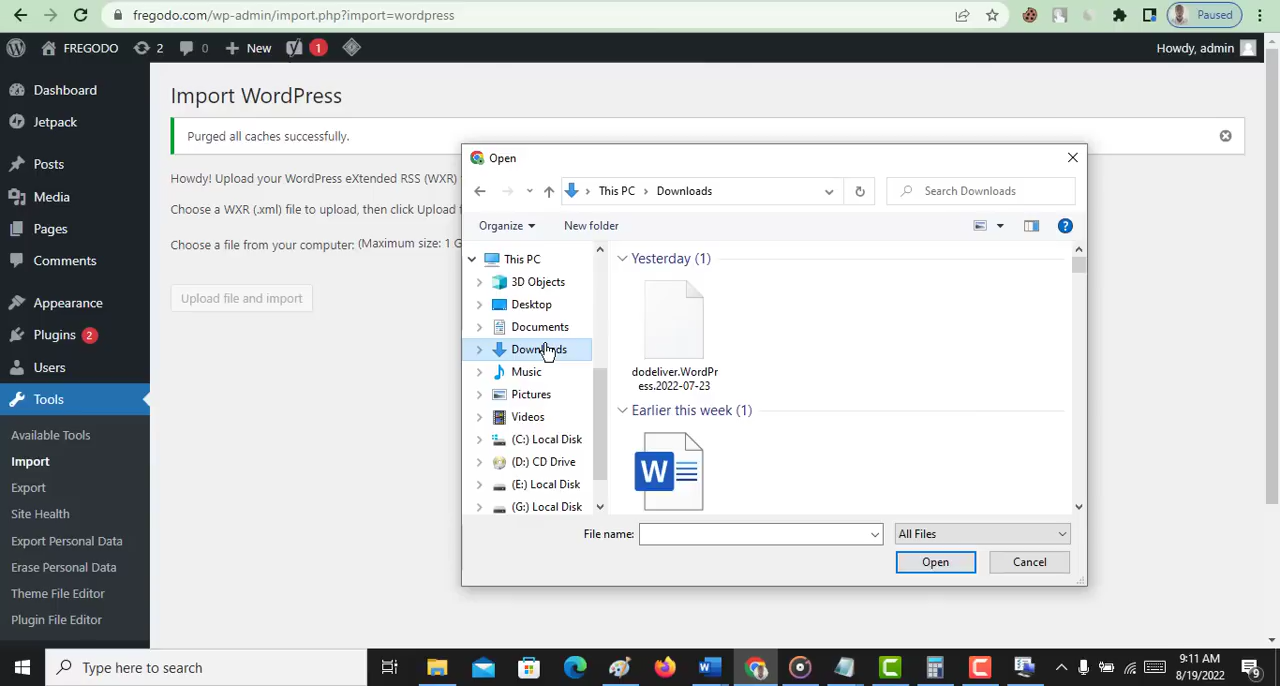 fregodo.com/wp-admin/import.php?import=wordpress
Paused
FREGODO
2
0
New
1
Howdy, admin
Dashboard
Jetpack
Posts
Media
Pages
Comments
Appearance
Plugins 2
Users
Tools
Available Tools
Import
Export
Site Health
Export Personal Data
Erase Personal Data
Theme File Editor
Plugin File Editor
Import WordPress
Purged all caches successfully.
Howdy! Upload your WordPress eXtended RSS (WXR)
Choose a WXR (.xml) file to upload, then click Upload f
Choose a file from your computer: (Maximum size: 1 G
Upload file and import
Open
This PC › Downloads
Search Downloads
Organize
New folder
This PC
3D Objects
Desktop
Documents
Downloads
Music
Pictures
Videos
(C:) Local Disk
(D:) CD Drive
(E:) Local Disk
(G:) Local Disk
Yesterday (1)
dodeliver.WordPr
ess.2022-07-23
Earlier this week (1)
W
File name:
All Files
Open
Cancel
Type here to search
9:11 AM
8/19/2022
9